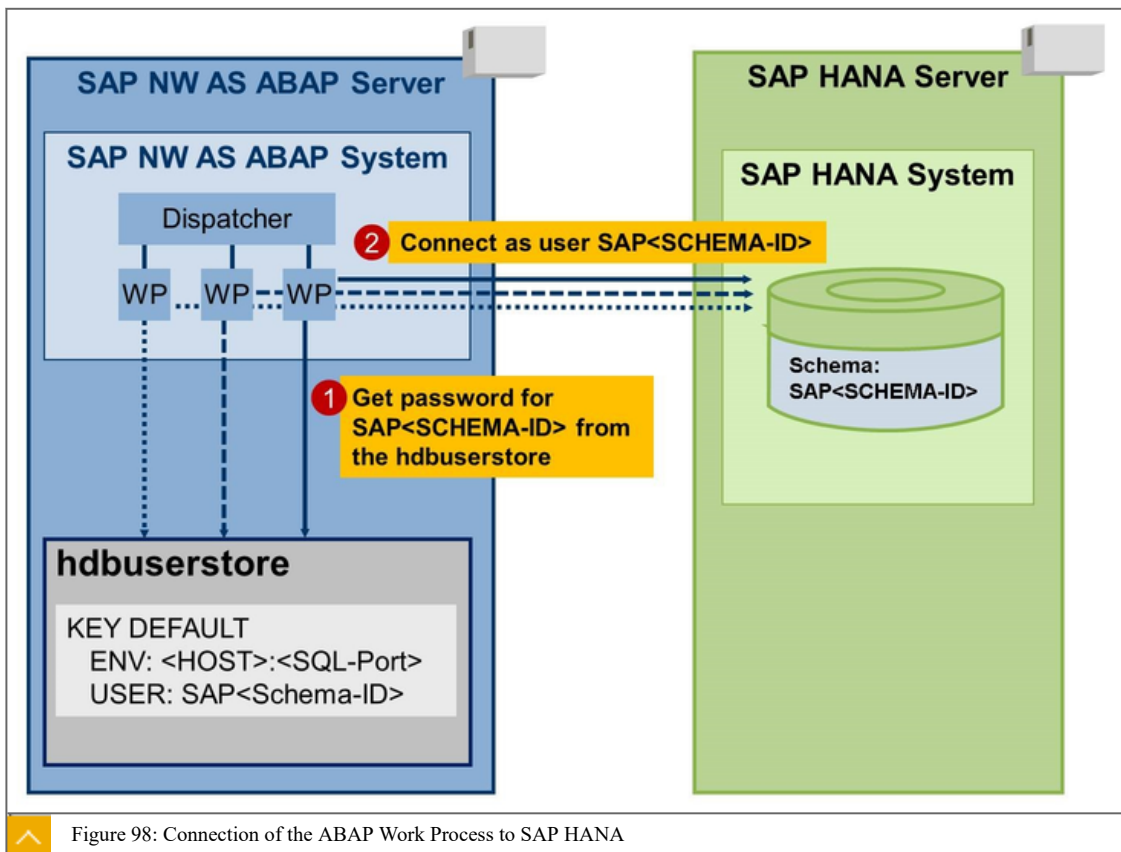 SAP NW AS ABAP Server
SAP NW AS ABAP System
Dispatcher
WP
WP
WP
2
Connect as user SAP<SCHEMA-ID>
1
Get password for
SAP<SCHEMA-ID> from
the hdbuserstore
hdbuserstore
KEY DEFAULT
ENV: <HOST>:<SQL-Port>
USER: SAP<Schema-ID>
SAP HANA Server
SAP HANA System
Schema:
SAP<SCHEMA-ID>
Figure 98: Connection of the ABAP Work Process to SAP HANA